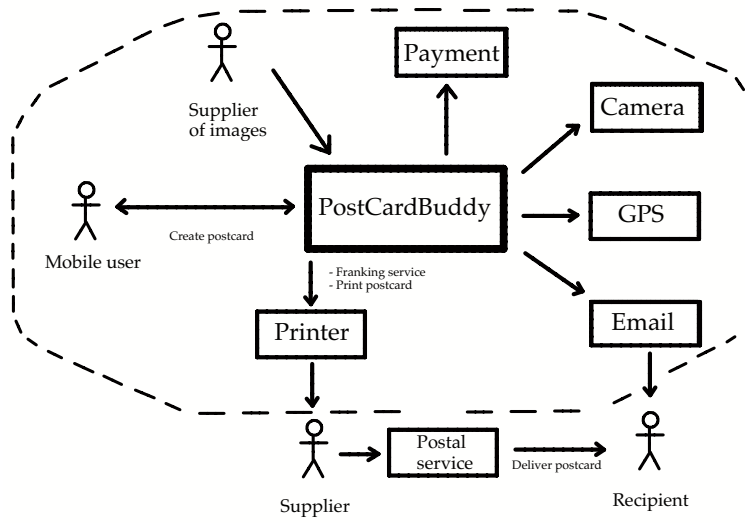 Payment
Supplier
of images
Camera
PostCardBuddy
GPS
Create postcard
Mobile user
- Franking service
- Print postcard
Printer
Email
Postal
service
Deliver postcard
Supplier
Recipient